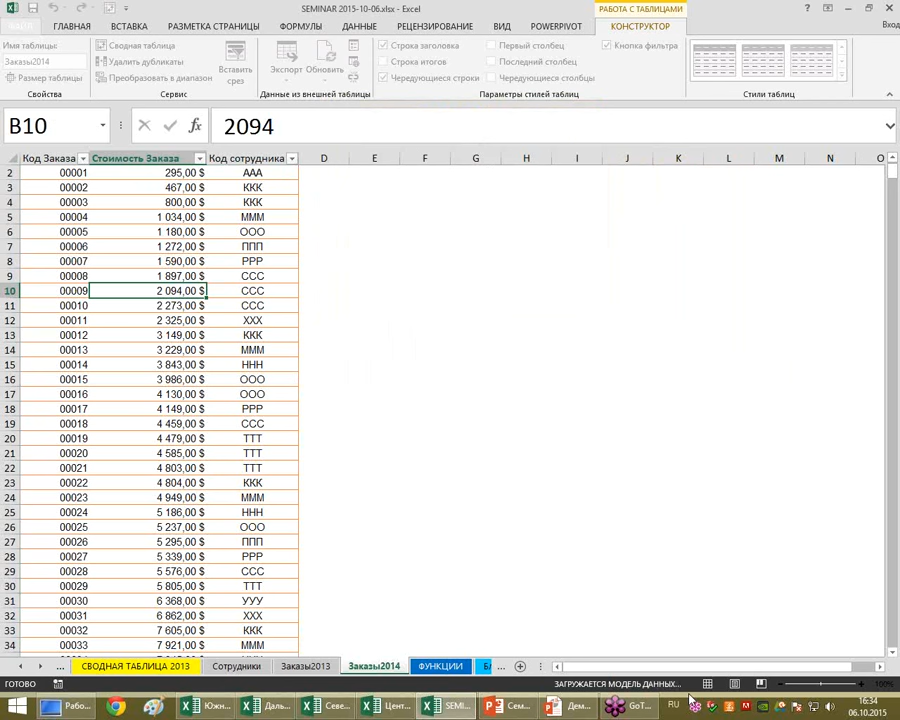 SEMINAR 2015-10-06.xlsx - Excel
РАБОТА С ТАБЛИЦАМИ
ГЛАВНАЯ ВСТАВКА РАЗМЕТКА СТРАНИЦЫ ФОРМУЛЫ ДАННЫЕ РЕЦЕНЗИРОВАНИЕ ВИД POWERPIVOT КОНСТРУКТОР Вход
Имя таблицы:
Заказы2014
Размер таблицы
Свойства
Сводная таблица
Удалить дубликаты
Преобразовать в диапазон
Вставить срез
Сервис
Экспорт Обновить
Данные из внешней таблицы
Строка заголовка Первый столбец Кнопка фильтра
Строка итогов Последний столбец
Чередующиеся строки Чередующиеся столбцы
Параметры стилей таблиц
Стили таблиц
B10 fx 2094
Код Заказа Стоимость Заказа Код сотрудника D E F G H I J K L M N O
2 00001 295,00 $ ААА
3 00002 467,00 $ ККК
4 00003 800,00 $ ККК
5 00004 1 034,00 $ МММ
6 00005 1 180,00 $ ООО
7 00006 1 272,00 $ ППП
8 00007 1 590,00 $ РРР
9 00008 1 897,00 $ ССС
10 00009 2 094,00 $ ССС
11 00010 2 273,00 $ ССС
12 00011 2 325,00 $ ХХХ
13 00012 3 149,00 $ ККК
14 00013 3 229,00 $ МММ
15 00014 3 843,00 $ ННН
16 00015 3 986,00 $ ООО
17 00016 4 130,00 $ ООО
18 00017 4 149,00 $ РРР
19 00018 4 459,00 $ ССС
20 00019 4 479,00 $ ТТТ
21 00020 4 585,00 $ ТТТ
22 00021 4 803,00 $ ТТТ
23 00022 4 804,00 $ ККК
24 00023 4 949,00 $ МММ
25 00024 5 186,00 $ ННН
26 00025 5 237,00 $ ООО
27 00026 5 295,00 $ ППП
28 00027 5 339,00 $ РРР
29 00028 5 576,00 $ ССС
30 00029 5 805,00 $ ТТТ
31 00030 6 368,00 $ УУУ
32 00031 6 862,00 $ ХХХ
33 00032 7 605,00 $ ККК
34 00033 7 921,00 $ МММ
... СВОДНАЯ ТАБЛИЦА 2013 Сотрудники Заказы2013 Заказы2014 ФУНКЦИИ ...
ГОТОВО ЗАГРУЖАЕТСЯ МОДЕЛЬ ДАННЫХ... 100%
Рабо... Южн... Даль... Севе... Цент... SEMI... Сем... Дем... GoT... RU 16:34
06.10.2015